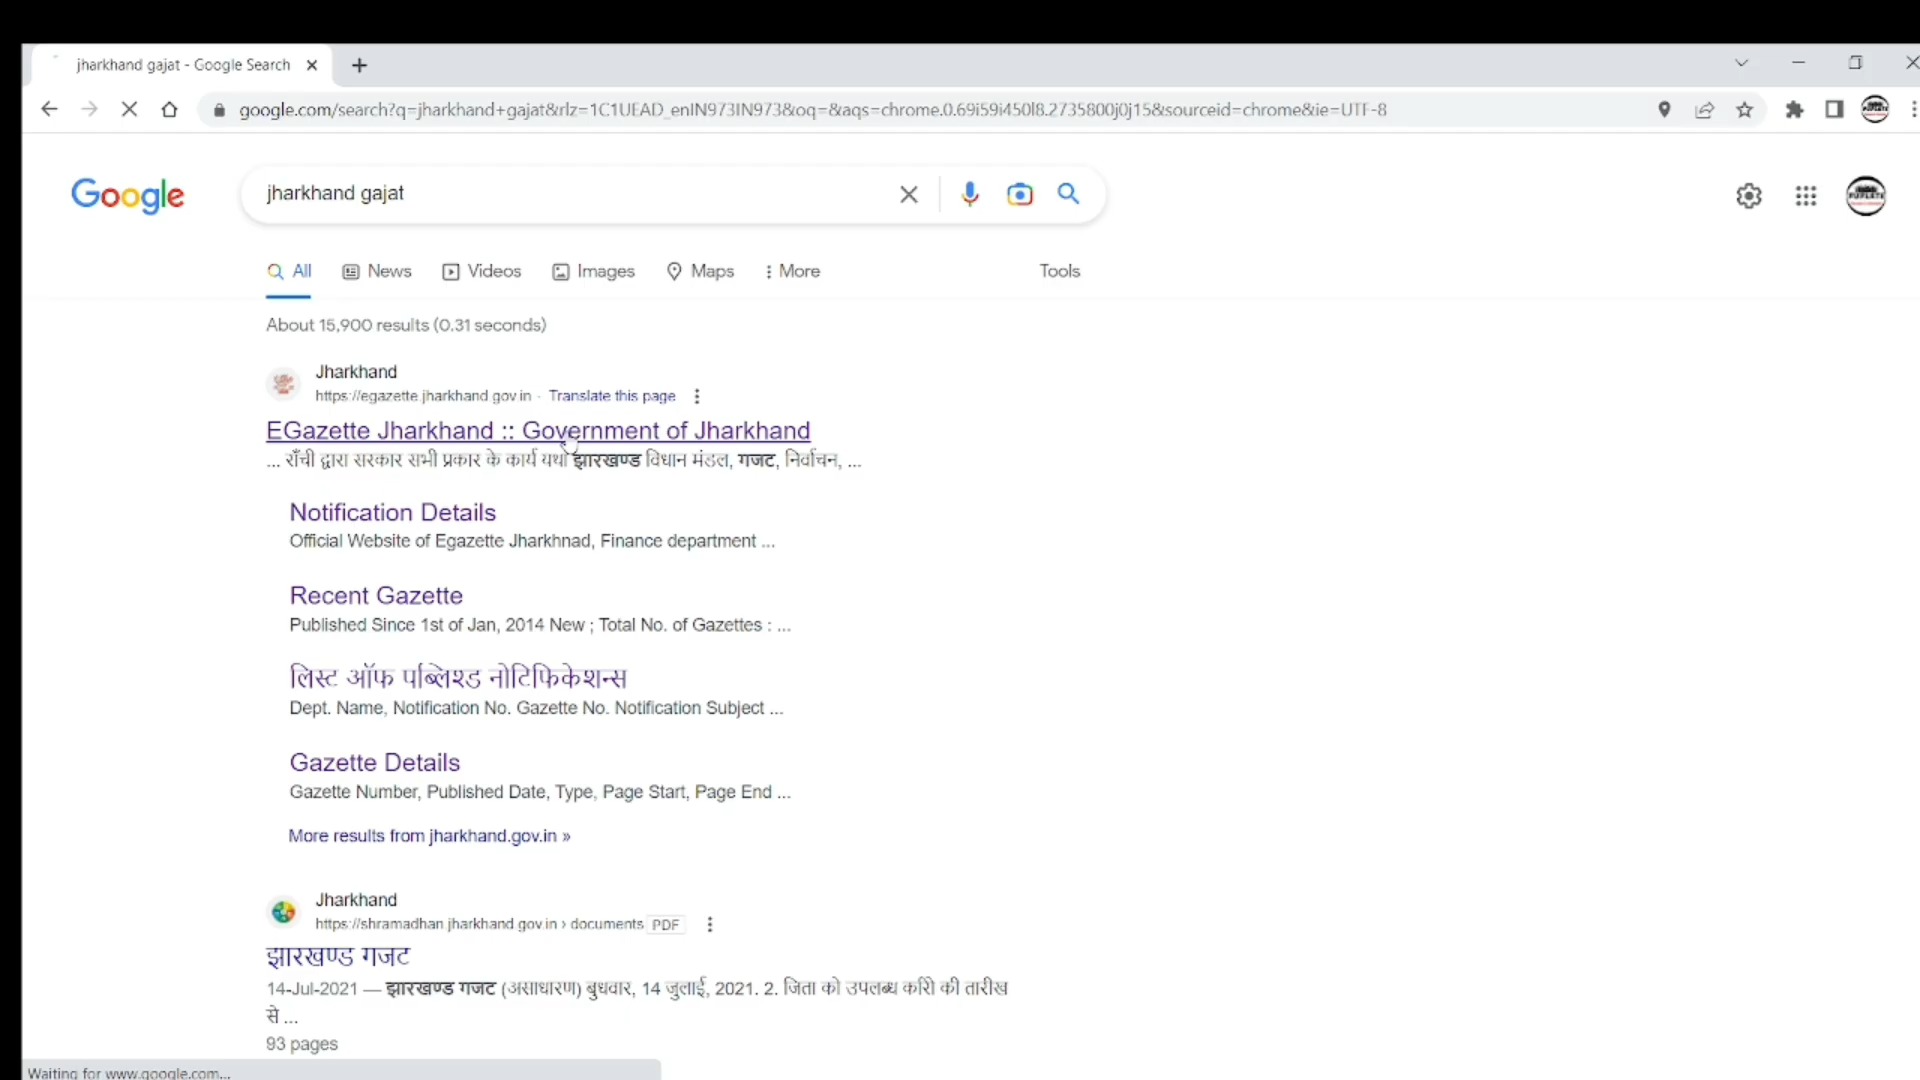 jharkhand gajat - Google Search
google.com/search?q=jharkhand+gajat&rlz=1C1UEAD_enIN973IN973&oq=&aqs=chrome.0.69i59i450l8.2735800j0j15&sourceid=chrome&ie=UTF-8
Google
jharkhand gajat
All News Videos Images Maps More Tools
About 15,900 results (0.31 seconds)
Jharkhand
https://egazette.jharkhand.gov.in · Translate this page
EGazette Jharkhand :: Government of Jharkhand
... राँची द्वारा सरकार सभी प्रकार के कार्य यथा झारखण्ड विधान मंडल, गजट, निर्वाचन, ...
Notification Details
Official Website of Egazette Jharkhnad, Finance department ...
Recent Gazette
Published Since 1st of Jan, 2014 New ; Total No. of Gazettes : ...
लिस्ट ऑफ पब्लिश्ड नोटिफिकेशन्स
Dept. Name, Notification No. Gazette No. Notification Subject ...
Gazette Details
Gazette Number, Published Date, Type, Page Start, Page End ...
More results from jharkhand.gov.in »
Jharkhand
https://shramadhan.jharkhand.gov.in › documents PDF
झारखण्ड गजट
14-Jul-2021 — झारखण्ड गजट (असाधारण) बुधवार, 14 जुलाई, 2021. 2. जिता को उपलब्ध करिो की तारीख
से ...
93 pages
Waiting for www.google.com...